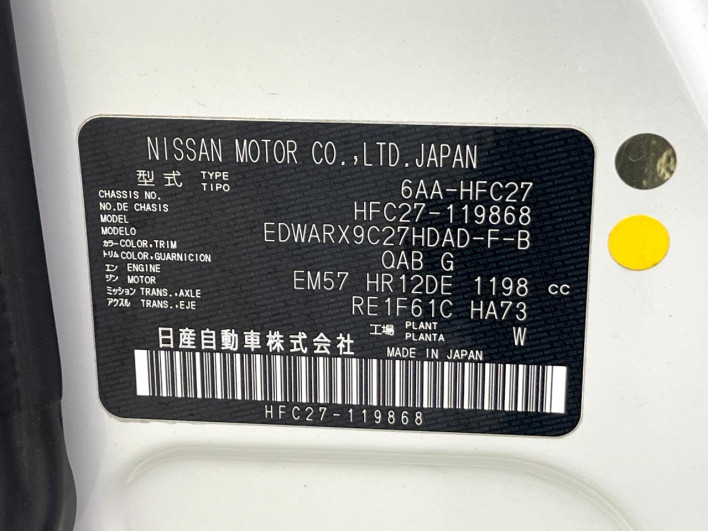 NISSAN MOTOR CO.,LTD.JAPAN
型式 TYPE TIPO 6AA-HFC27
CHASSIS NO. NO.DE CHASIS HFC27-119868
MODEL MODELO EDWARX9C27HDAD-F-B
カラー COLOR,TRIM トリム COLOR,GUARNICION QAB G
エンジン ENGINE MOTOR EM57 HR12DE 1198 cc
ミッション TRANS.,AXLE アクスル TRANS.,EJE RE1F61C HA73
工場 PLANT PLANTA W
日産自動車株式会社 MADE IN JAPAN
HFC27-119868